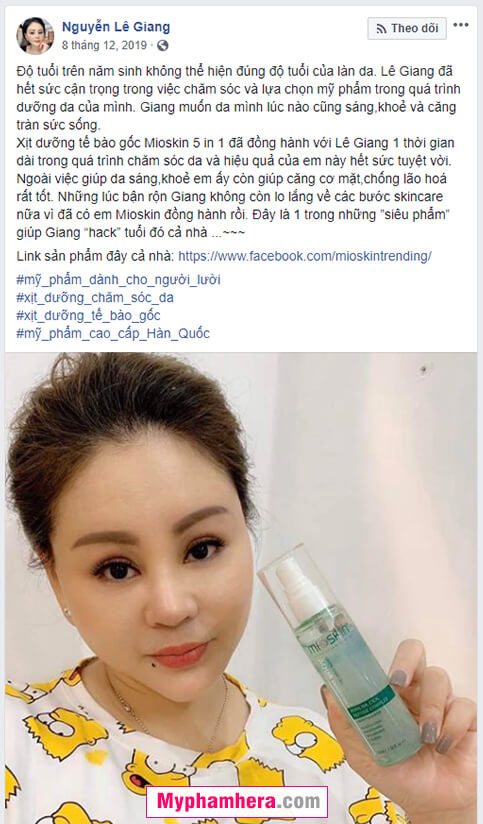 Nguyễn Lê Giang
Theo dõi
8 tháng 12, 2019
Độ tuổi trên năm sinh không thể hiện đúng độ tuổi của làn da. Lê Giang đã
hết sức cận trọng trong việc chăm sóc và lựa chọn mỹ phẩm trong quá trình
dưỡng da của mình. Giang muốn da mình lúc nào cũng sáng,khoẻ và căng
tràn sức sống.
Xịt dưỡng tế bào gốc Mioskin 5 in 1 đã đồng hành với Lê Giang 1 thời gian
dài trong quá trình chăm sóc da và hiệu quả của em này hết sức tuyệt vời.
Ngoài việc giúp da sáng,khoẻ em ấy còn giúp căng cơ mặt,chống lão hoá
rất tốt. Những lúc bận rộn Giang không còn lo lắng về các bước skincare
nữa vì đã có em Mioskin đồng hành rồi. Đây là 1 trong những "siêu phẩm"
giúp Giang "hack" tuổi đó cả nhà ...~~~
Link sản phẩm đây cả nhà: https://www.facebook.com/mioskintrending/
#mỹ_phẩm_dành_cho_người_lười
#xịt_dưỡng_chăm_sóc_da
#xịt_dưỡng_tế_bào_gốc
#mỹ_phẩm_cao_cấp_Hàn_Quốc
mioskin
Myphamhera.com